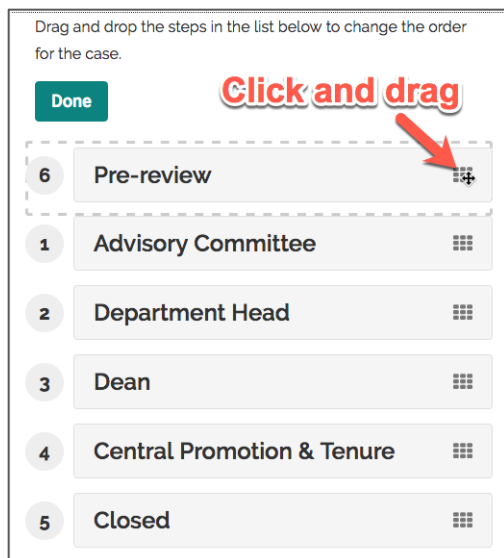 Drag and drop the steps in the list below to change the order
for the case.
Done
Click and drag
6 Pre-review
1 Advisory Committee
2 Department Head
3 Dean
4 Central Promotion & Tenure
5 Closed